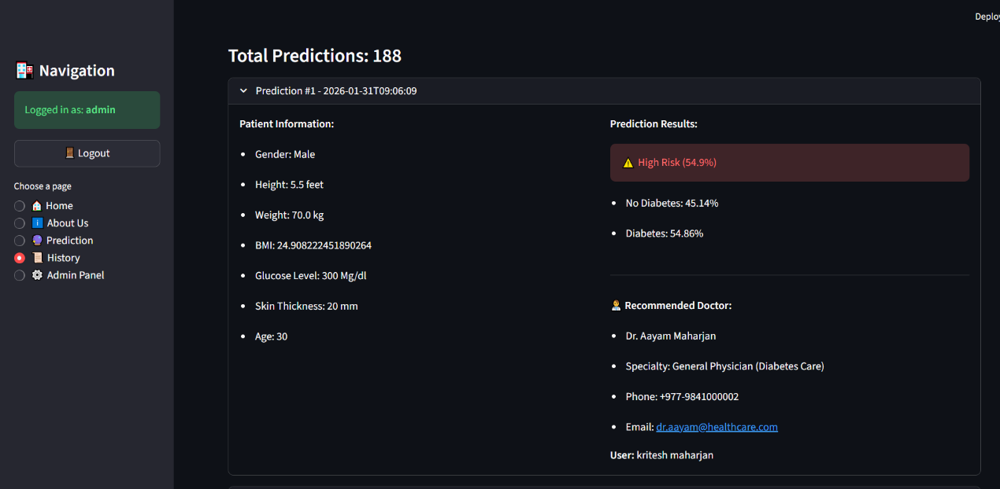 Deploy
Navigation
Logged in as: admin
Logout
Choose a page
Home
About Us
Prediction
History
Admin Panel
Total Predictions: 188
Prediction #1 - 2026-01-31T09:06:09
Patient Information:
Gender: Male
Height: 5.5 feet
Weight: 70.0 kg
BMI: 24.908222451890264
Glucose Level: 300 Mg/dl
Skin Thickness: 20 mm
Age: 30
Prediction Results:
High Risk (54.9%)
No Diabetes: 45.14%
Diabetes: 54.86%
Recommended Doctor:
Dr. Aayam Maharjan
Specialty: General Physician (Diabetes Care)
Phone: +977-9841000002
Email: dr.aayam@healthcare.com
User: kritesh maharjan